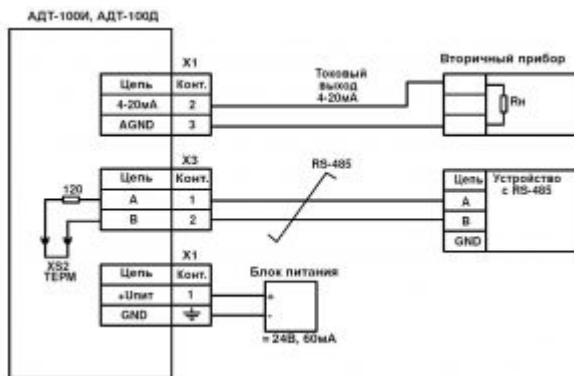 АДТ-100И, АДТ-100Д
X1
Цепь Конт.
4-20мА 2
AGND 3
Токовый
выход
4-20мА
Вторичный прибор
Rн
X3
Цепь Конт.
A 1
B 2
120
XS2
ТЕРМ
RS-485
Цепь
A
B
GND
Устройство
с RS-485
X1
Цепь Конт.
+Uпит 1
GND
Блок питания
+
-
= 24В, 60мА